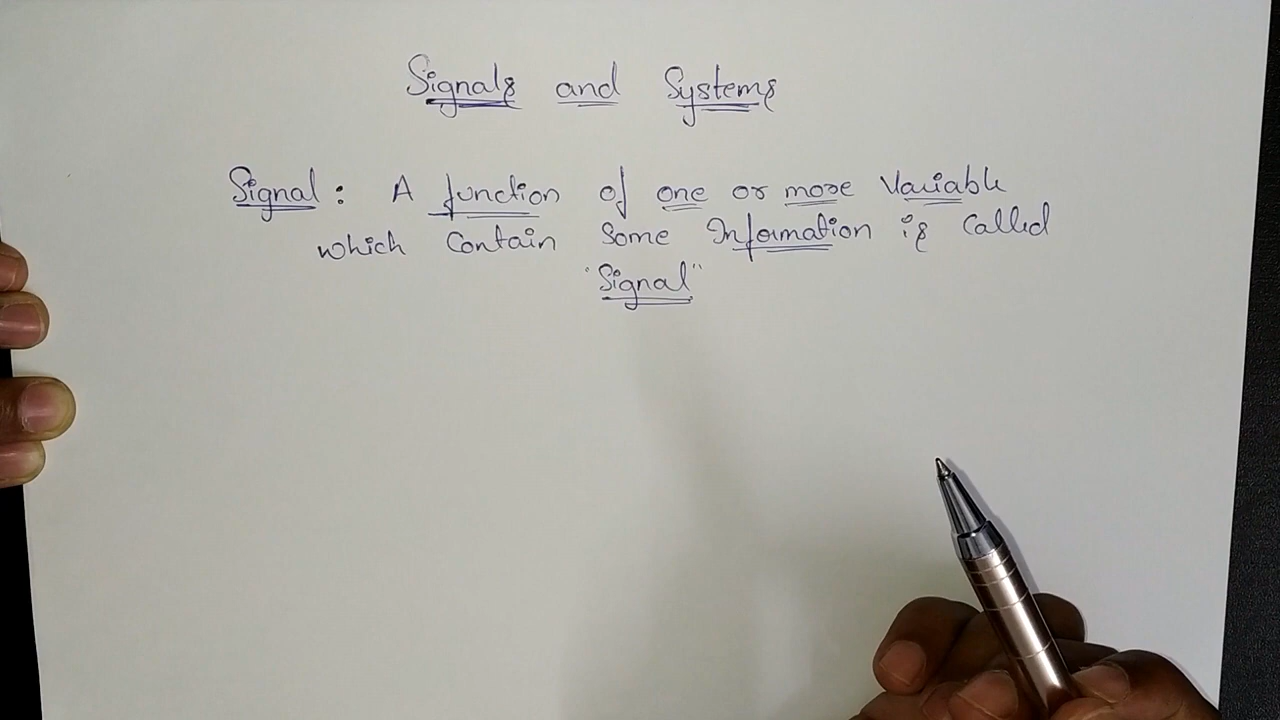 Signals and Systems
Signal : A function of one or more Variable
which Contain Some Information is Called
"Signal"